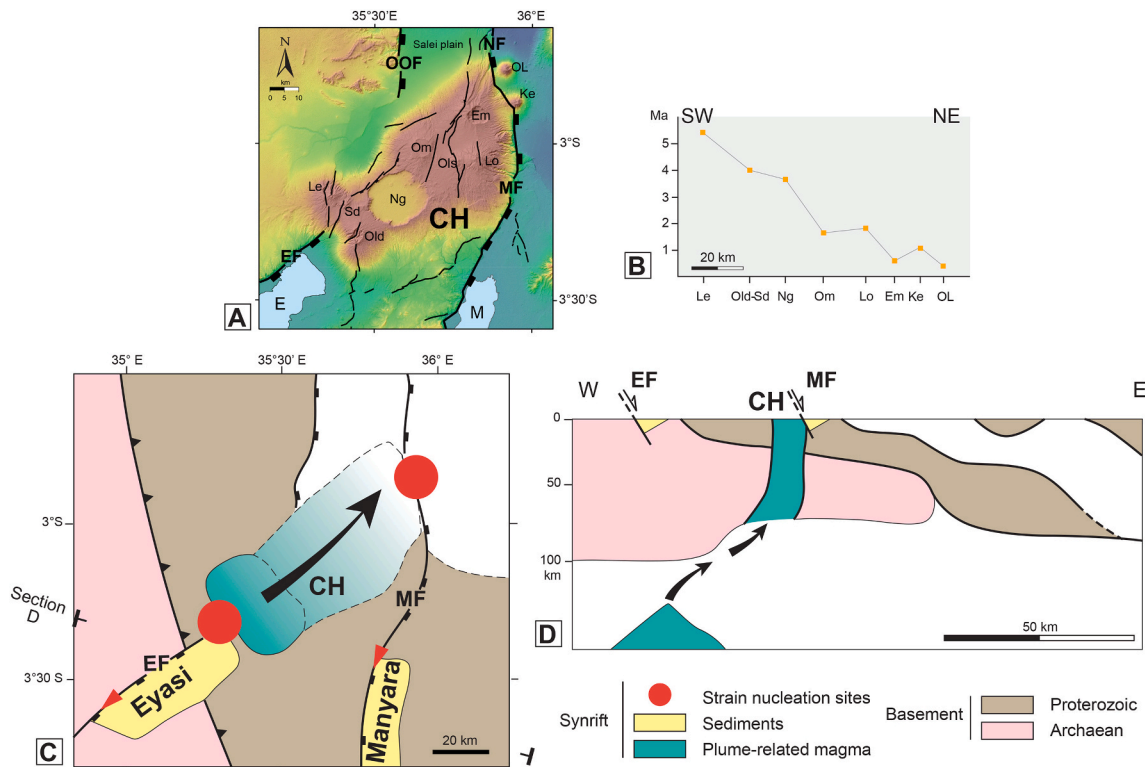 35°30'E
36°
N
km
0 5 10
Salei plain
OOF
NF
OL
Ke
Em
3°S
Om
Ols
Lo
Le
Ng
MF
Sd
CH
Old
EF
E
M
3°30'S
A
Ma
SW
NE
5
4
3
2
1
20 km
B
Le
Old-Sd
Ng
Om
Lo
Em
Ke
OL
35° E
35°30'
36°
3°S
CH
MF
Section
D
EF
3°30 S
Eyasi
Manyara
20 km
C
W
EF
CH
MF
E
0
50
100
km
D
50 km
Synrift
Strain nucleation sites
Sediments
Plume-related magma
Basement
Proterozoic
Archaean